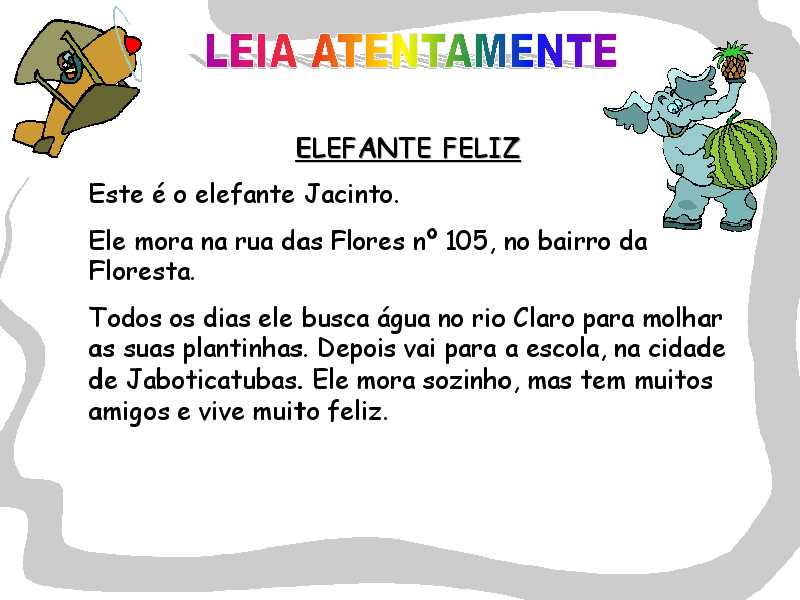 LEIA ATENTAMENTE
ELEFANTE FELIZ
Este é o elefante Jacinto.
Ele mora na rua das Flores nº 105, no bairro da
Floresta.
Todos os dias ele busca água no rio Claro para molhar
as suas plantinhas. Depois vai para a escola, na cidade
de Jaboticatubas. Ele mora sozinho, mas tem muitos
amigos e vive muito feliz.